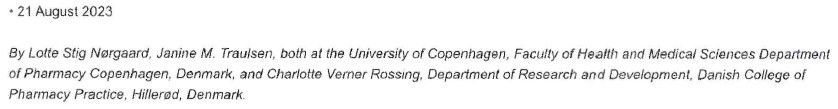 • 21 August 2023
By Lotte Stig Nørgaard, Janine M. Traulsen, both at the University of Copenhagen, Faculty of Health and Medical Sciences Department
of Pharmacy Copenhagen, Denmark, and Charlotte Verner Rossing, Department of Research and Development, Danish College of
Pharmacy Practice, Hillerød, Denmark.